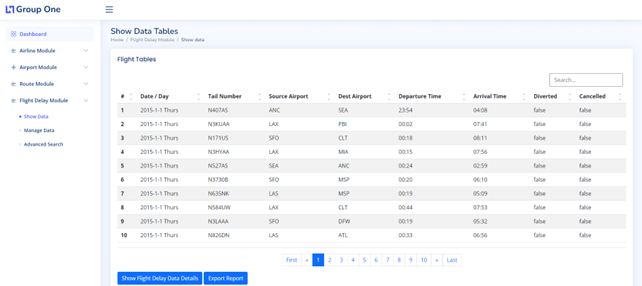 Group One
Dashboard
Airline Module
Airport Module
Route Module
Flight Delay Module
Show Data
Manage Data
Advanced Search
Show Data Tables
Home / Flight Delay Module / Show data
Flight Tables
Search...
# Date / Day Tail Number Source Airport Dest Airport Departure Time Arrival Time Diverted Cancelled
1 2015-1-1 Thurs N407AS ANC SEA 23:54 04:08 false false
2 2015-1-1 Thurs N3KUAA LAX PBI 00:02 07:41 false false
3 2015-1-1 Thurs N171US SFO CLT 00:18 08:11 false false
4 2015-1-1 Thurs N3HYAA LAX MIA 00:15 07:56 false false
5 2015-1-1 Thurs N527AS SEA ANC 00:24 02:59 false false
6 2015-1-1 Thurs N3730B SFO MSP 00:20 06:10 false false
7 2015-1-1 Thurs N635NK LAS MSP 00:19 05:09 false false
8 2015-1-1 Thurs N584UW LAX CLT 00:44 07:53 false false
9 2015-1-1 Thurs N3LAAA SFO DFW 00:19 05:32 false false
10 2015-1-1 Thurs N826DN LAS ATL 00:33 06:56 false false
First « 1 2 3 4 5 6 7 8 9 10 » Last
Show Flight Delay Data Details Export Report